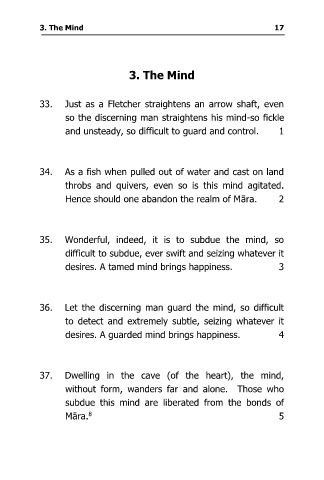 3. The Mind 17
3. The Mind
33. Just as a Fletcher straightens an arrow shaft, even
so the discerning man straightens his mind-so fickle
and unsteady, so difficult to guard and control. 1
34. As a fish when pulled out of water and cast on land
throbs and quivers, even so is this mind agitated.
Hence should one abandon the realm of Māra. 2
35. Wonderful, indeed, it is to subdue the mind, so
difficult to subdue, ever swift and seizing whatever it
desires. A tamed mind brings happiness. 3
36. Let the discerning man guard the mind, so difficult
to detect and extremely subtle, seizing whatever it
desires. A guarded mind brings happiness. 4
37. Dwelling in the cave (of the heart), the mind,
without form, wanders far and alone. Those who
subdue this mind are liberated from the bonds of
Māra.⁸ 5